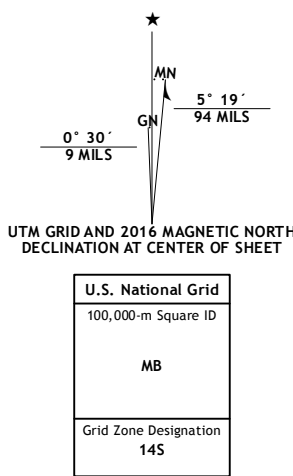 ★
MN
GN
5° 19´
94 MILS
0° 30´
9 MILS
UTM GRID AND 2016 MAGNETIC NORTH
DECLINATION AT CENTER OF SHEET
U.S. National Grid
100,000-m Square ID
MB
Grid Zone Designation
14S